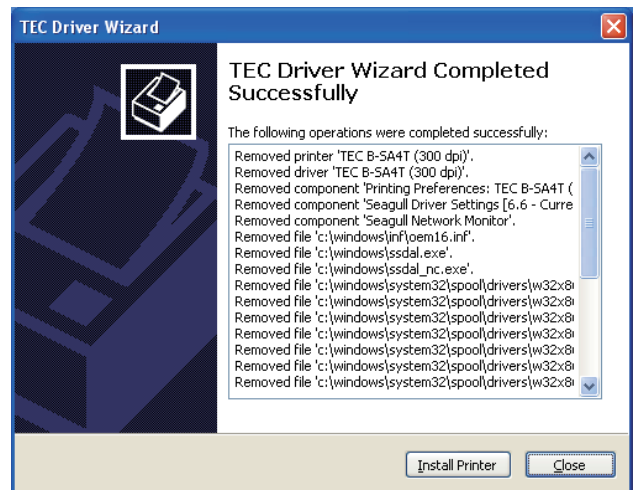 TEC Driver Wizard
TEC Driver Wizard Completed
Successfully
The following operations were completed successfully:
Removed printer 'TEC B-SA4T (300 dpi)'.
Removed driver 'TEC B-SA4T (300 dpi)'.
Removed component 'Printing Preferences: TEC B-SA4T (
Removed component 'Seagull Driver Settings [6.6 - Curre
Removed component 'Seagull Network Monitor'.
Removed file 'c:\windows\inf\oem16.inf'.
Removed file 'c:\windows\ssdal.exe'.
Removed file 'c:\windows\ssdal_nc.exe'.
Removed file 'c:\windows\system32\spool\drivers\w32x8
Removed file 'c:\windows\system32\spool\drivers\w32x8
Removed file 'c:\windows\system32\spool\drivers\w32x8
Removed file 'c:\windows\system32\spool\drivers\w32x8
Removed file 'c:\windows\system32\spool\drivers\w32x8
Removed file 'c:\windows\system32\spool\drivers\w32x8
Removed file 'c:\windows\system32\spool\drivers\w32x8
Install Printer
Close